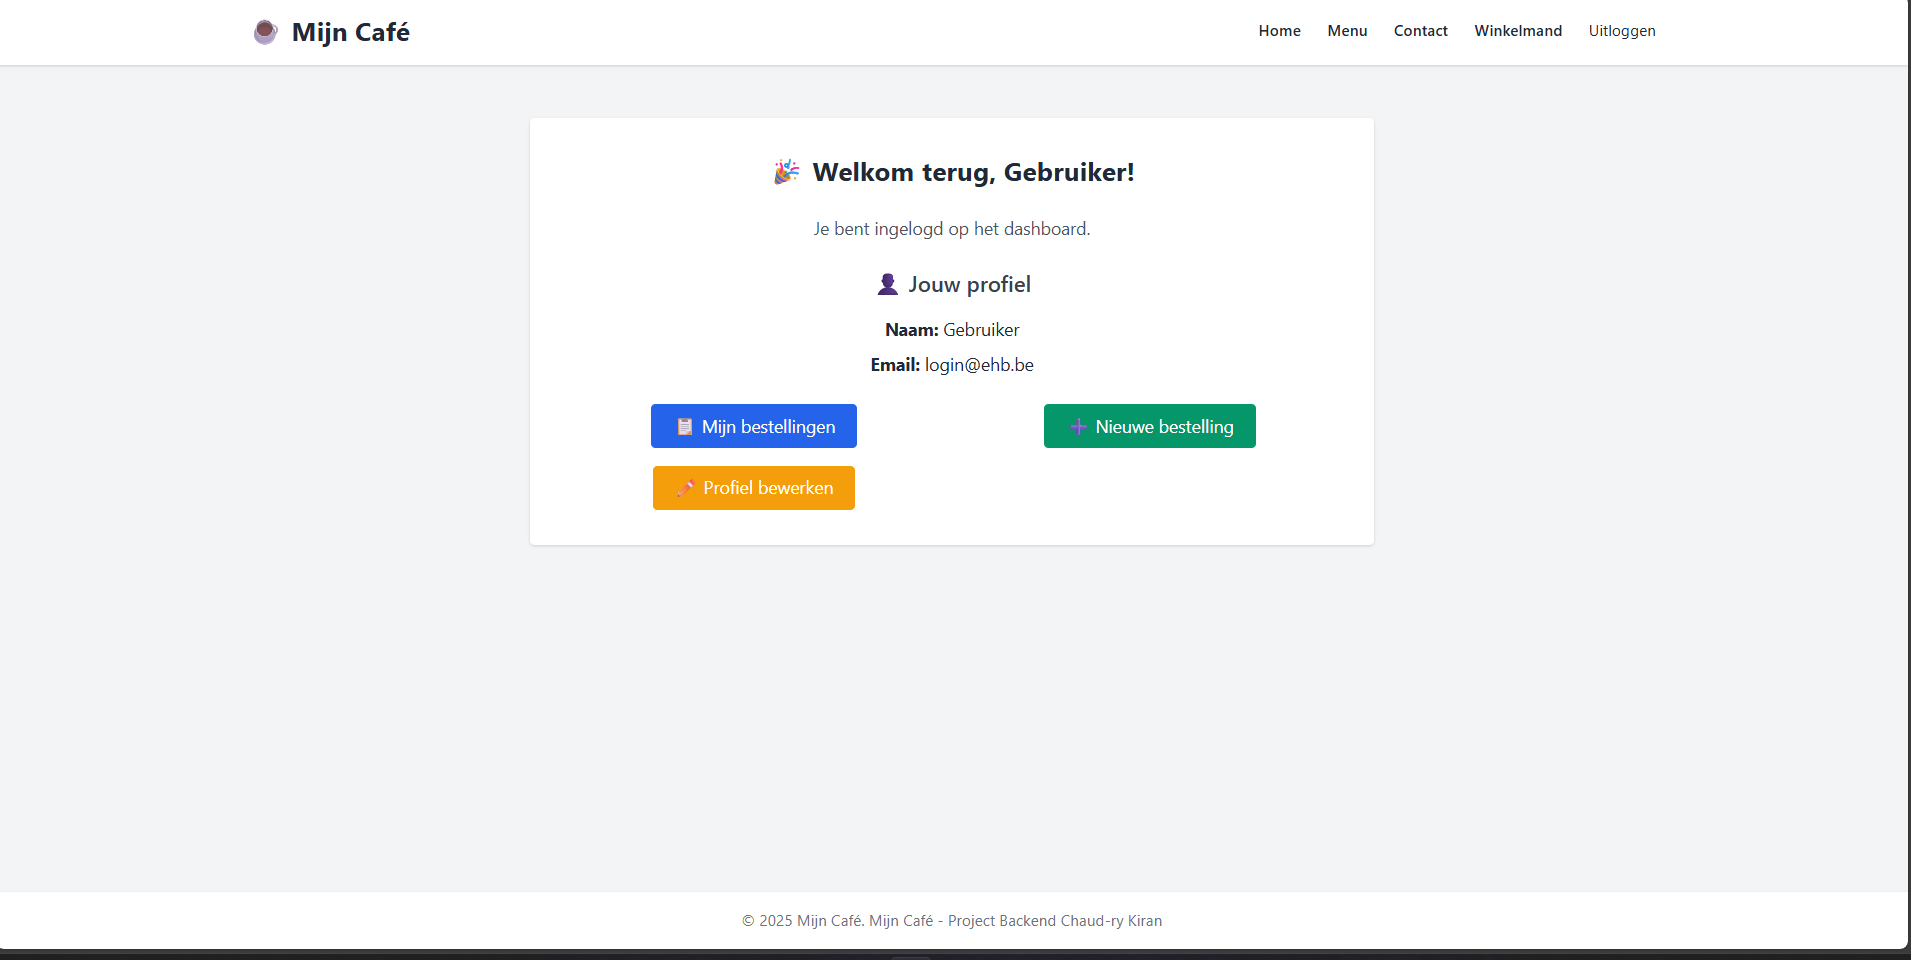 Mijn Café
Home Menu Contact Winkelmand Uitloggen
Welkom terug, Gebruiker!
Je bent ingelogd op het dashboard.
Jouw profiel
Naam: Gebruiker
Email: login@ehb.be
Mijn bestellingen
Nieuwe bestelling
Profiel bewerken
© 2025 Mijn Café. Mijn Café - Project Backend Chaud-ry Kiran